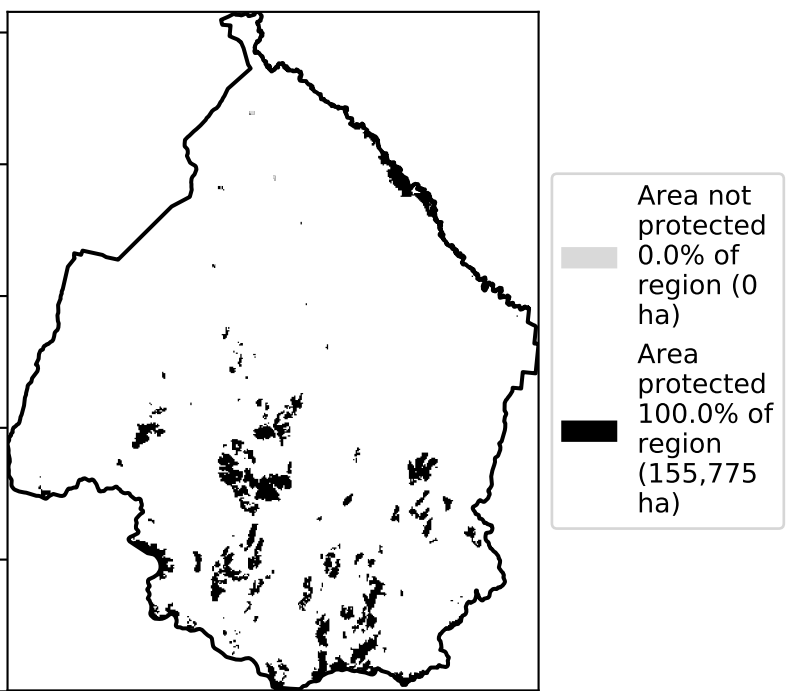 Area not
protected
0.0% of
region (0
ha)
Area
protected
100.0% of
region
(155,775
ha)